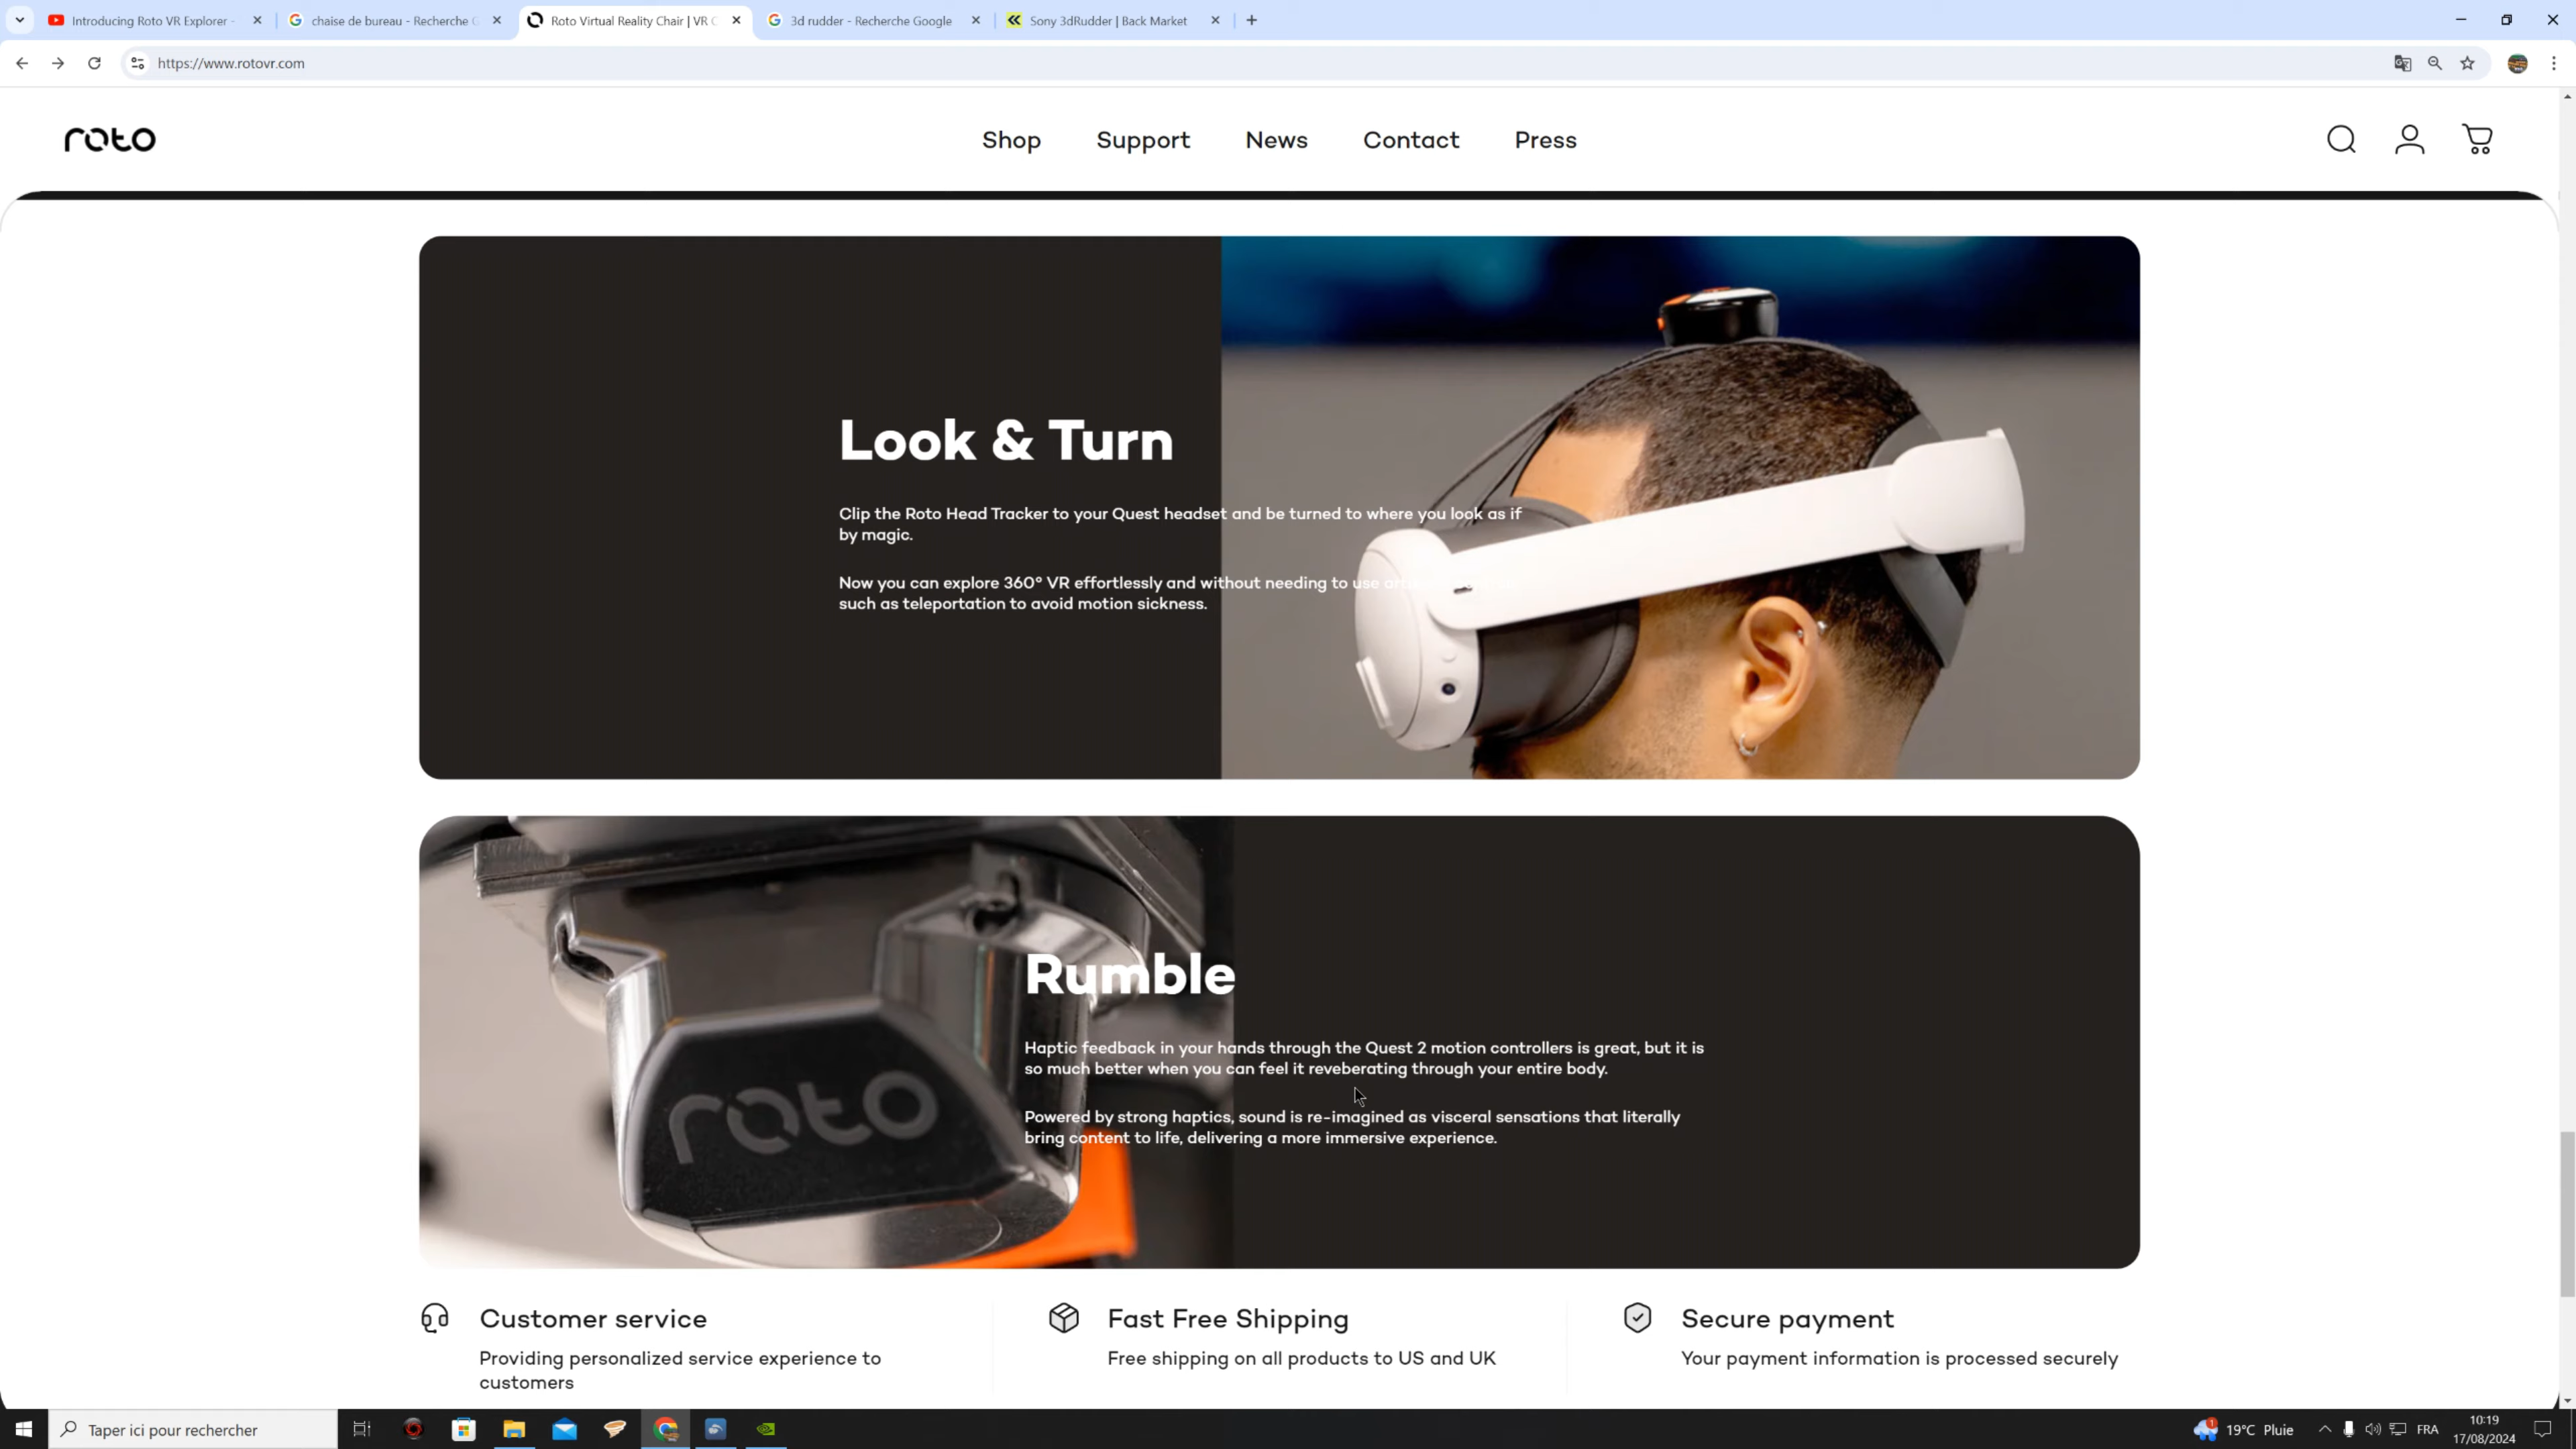 Introducing Roto VR Explorer -
chaise de bureau - Recherche G
Roto Virtual Reality Chair | VR C
3d rudder - Recherche Google
Sony 3dRudder | Back Market
https://www.rotovr.com
roto
Shop
Support
News
Contact
Press
Look & Turn
Clip the Roto Head Tracker to your Quest headset and be turned to where you look as if
by magic.
Now you can explore 360° VR effortlessly and without needing to use
such as teleportation to avoid motion sickness.
roto
Rumble
Haptic feedback in your hands through the Quest 2 motion controllers is great, but it is
so much better when you can feel it reveberating through your entire body.
Powered by strong haptics, sound is re-imagined as visceral sensations that literally
bring content to life, delivering a more immersive experience.
Customer service
Providing personalized service experience to
customers
Fast Free Shipping
Free shipping on all products to US and UK
Secure payment
Your payment information is processed securely
Taper ici pour rechercher
1
19°C Pluie
FRA
10:19
17/08/2024